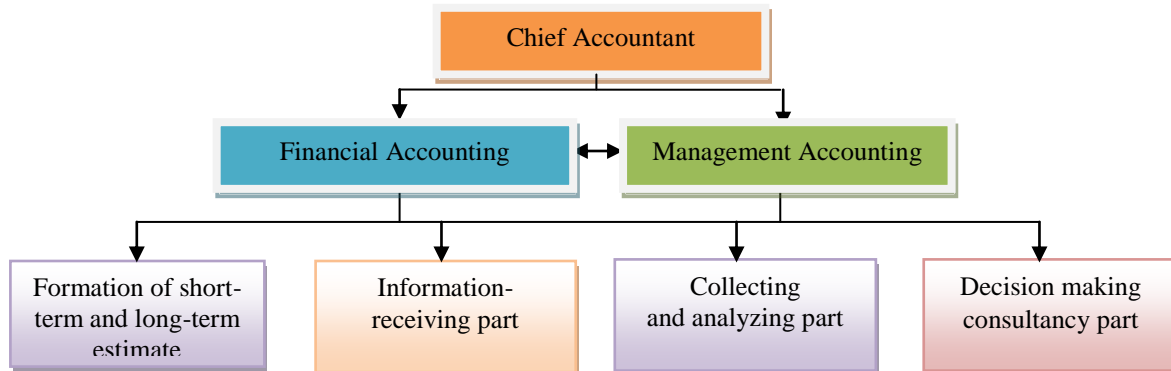 Chief Accountant
Financial Accounting
Management Accounting
Formation of short-
term and long-term
estimate
Information-
receiving part
Collecting
and analyzing part
Decision making
consultancy part